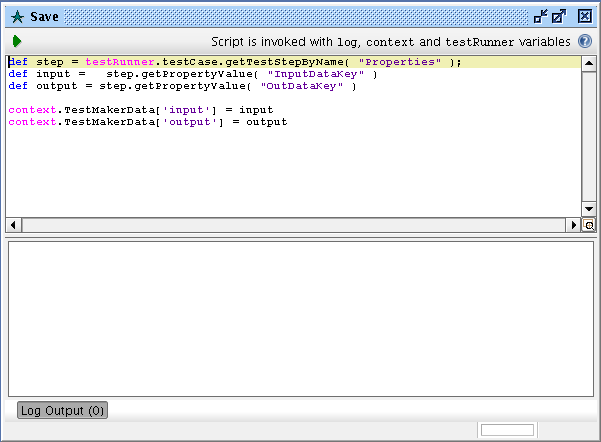 Save
Script is invoked with log, context and testRunner variables
def step = testRunner.testCase.getTestStepByName( "Properties" );
def input =   step.getPropertyValue( "InputDataKey" )
def output = step.getPropertyValue( "OutDataKey" )
context.TestMakerData['input'] = input
context.TestMakerData['output'] = output
Log Output (0)